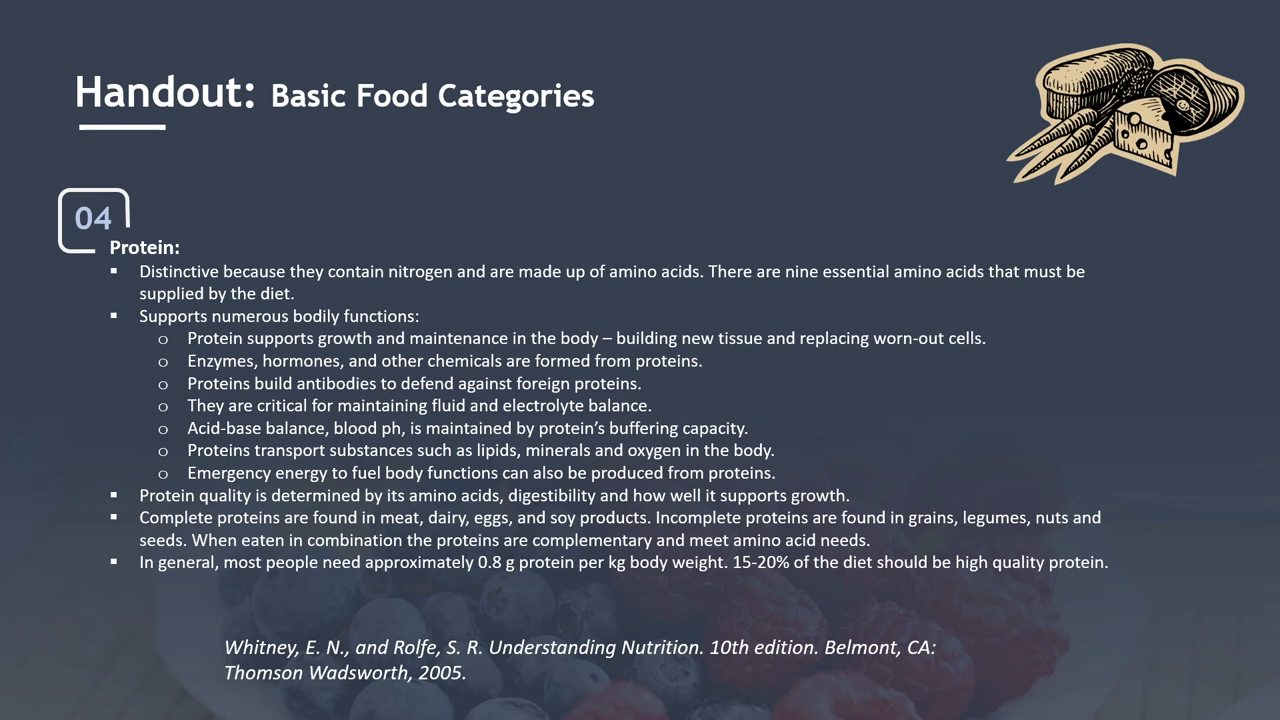 Handout: Basic Food Categories
04
Protein:
▪ Distinctive because they contain nitrogen and are made up of amino acids. There are nine essential amino acids that must be
supplied by the diet.
▪ Supports numerous bodily functions:
o Protein supports growth and maintenance in the body – building new tissue and replacing worn-out cells.
o Enzymes, hormones, and other chemicals are formed from proteins.
o Proteins build antibodies to defend against foreign proteins.
o They are critical for maintaining fluid and electrolyte balance.
o Acid-base balance, blood ph, is maintained by protein’s buffering capacity.
o Proteins transport substances such as lipids, minerals and oxygen in the body.
o Emergency energy to fuel body functions can also be produced from proteins.
▪ Protein quality is determined by its amino acids, digestibility and how well it supports growth.
▪ Complete proteins are found in meat, dairy, eggs, and soy products. Incomplete proteins are found in grains, legumes, nuts and
seeds. When eaten in combination the proteins are complementary and meet amino acid needs.
▪ In general, most people need approximately 0.8 g protein per kg body weight. 15-20% of the diet should be high quality protein.
Whitney, E. N., and Rolfe, S. R. Understanding Nutrition. 10th edition. Belmont, CA:
Thomson Wadsworth, 2005.